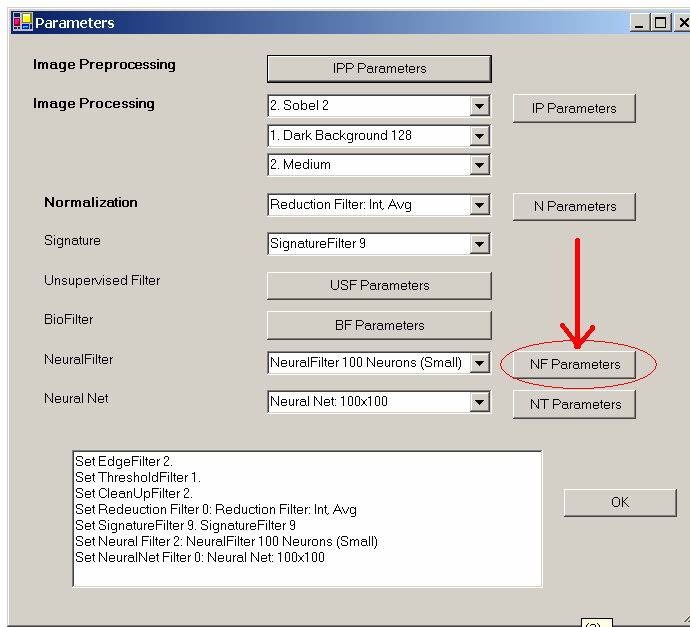 Parameters
Image Preprocessing
IPP Parameters
Image Processing
2. Sobel 2
IP Parameters
1. Dark Background 128
2. Medium
Normalization
Reduction Filter: Int, Avg
N Parameters
Signature
SignatureFilter 9
Unsupervised Filter
USF Parameters
BioFilter
BF Parameters
NeuralFilter
NeuralFilter 100 Neurons (Small)
NF Parameters
Neural Net
Neural Net: 100x100
NT Parameters
Set EdgeFilter 2.
Set ThresholdFilter 1.
Set CleanUpFilter 2.
Set Redeuction Filter 0: Reduction Filter: Int, Avg
Set SignatureFilter 9. SignatureFilter 9
Set Neural Filter 2: NeuralFilter 100 Neurons (Small)
Set NeuralNet Filter 0: Neural Net: 100x100
OK